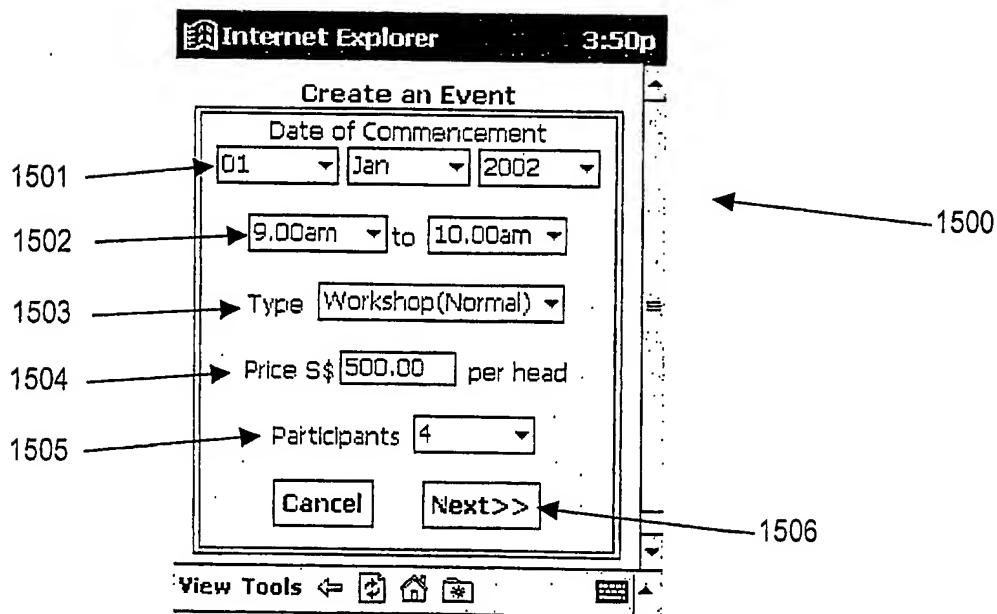 Internet Explorer 3:50p
Create an Event
Date of Commencement
1501 01 Jan 2002
1500
1502 9.00am to 10.00am
1503 Type Workshop(Normal)
1504 Price S$ 500.00 per head
1505 Participants 4
Cancel Next>>
1506
View Tools